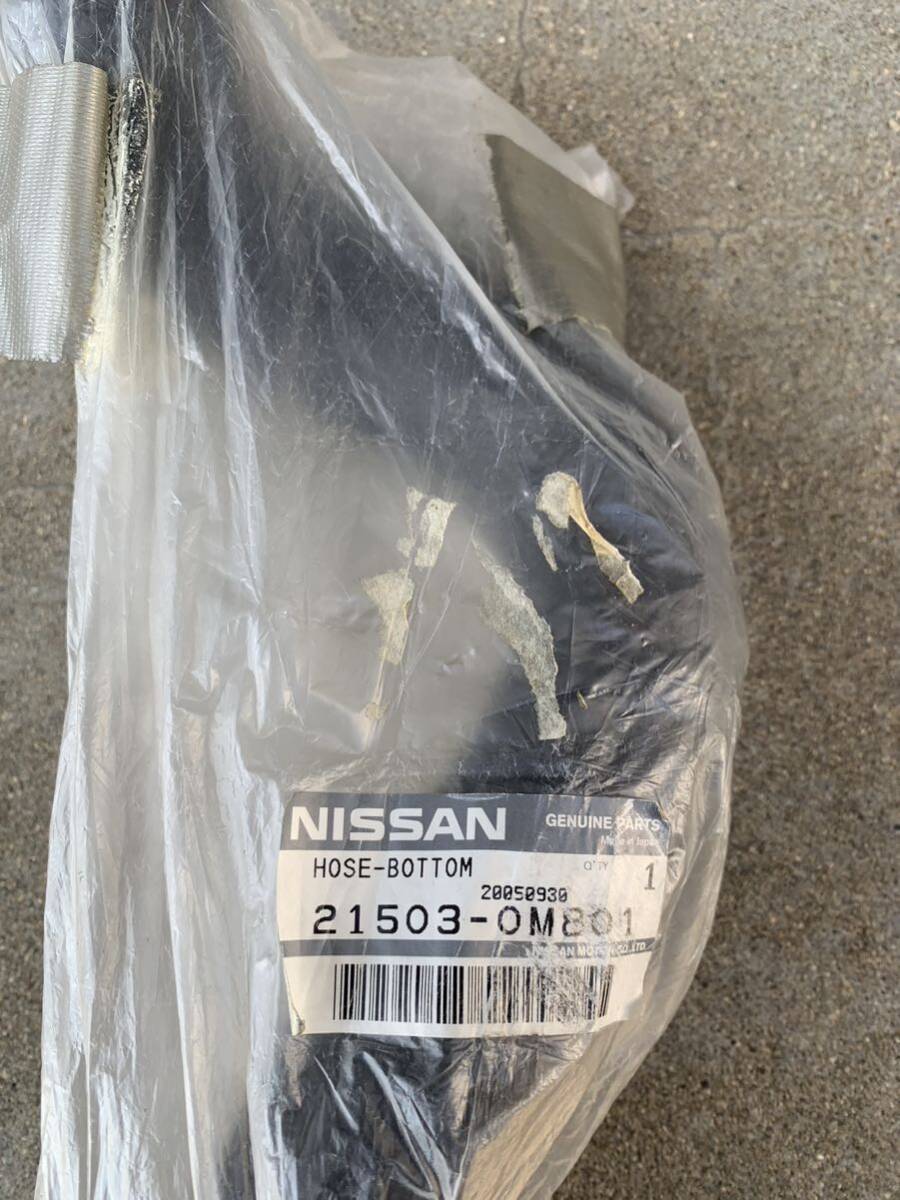 NISSAN
GENUINE PARTS
Made in Japan
HOSE-BOTTOM
Q'TY
1
20050930
21503-0M801
NISSAN MOTOR CO.,LTD.